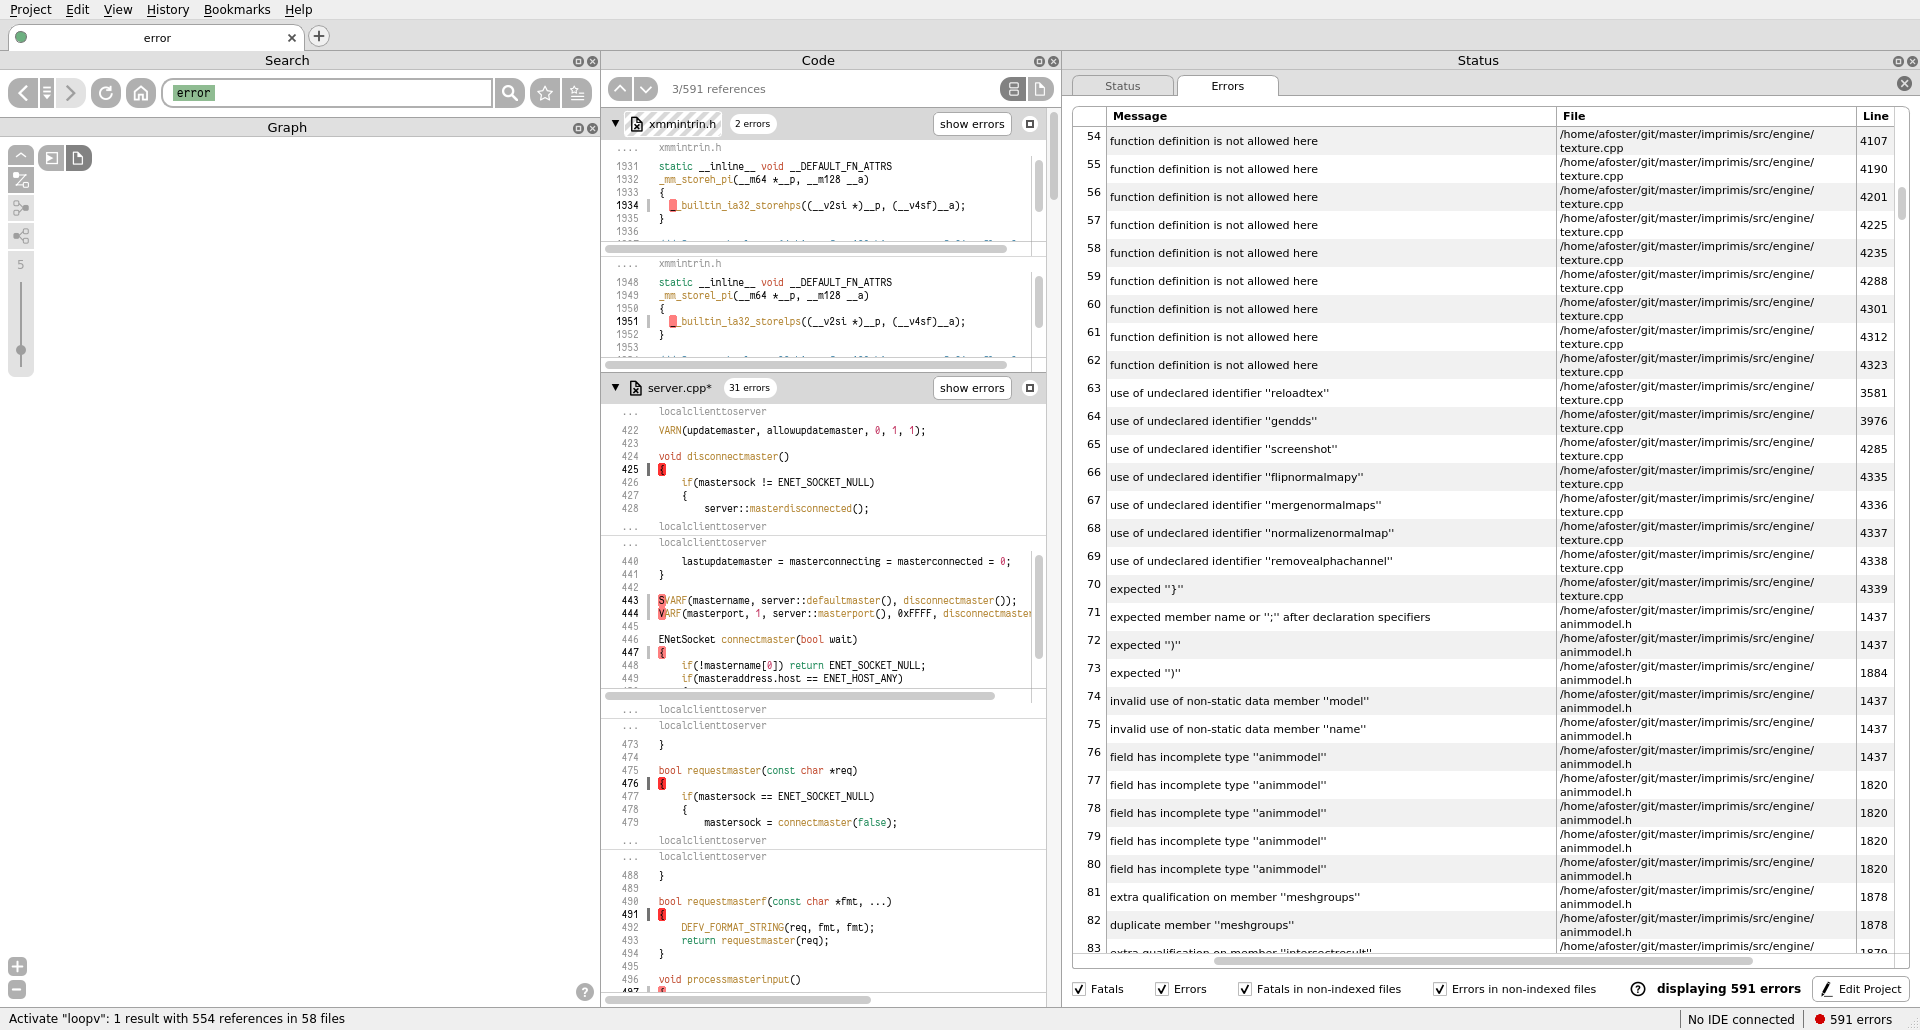 Project Edit View History Bookmarks Help
error
Search
error
Graph
5
Code
3/591 references
xmmintrin.h 2 errors show errors
.... xmmintrin.h
1931 static __inline__ void __DEFAULT_FN_ATTRS
1932 _mm_storeh_pi(__m64 *__p, __m128 __a)
1933 {
1934 __builtin_ia32_storehps((__v2si *)__p, (__v4sf)__a);
1935 }
1936
.... xmmintrin.h
1948 static __inline__ void __DEFAULT_FN_ATTRS
1949 _mm_storel_pi(__m64 *__p, __m128 __a)
1950 {
1951 __builtin_ia32_storelps((__v2si *)__p, (__v4sf)__a);
1952 }
1953
server.cpp* 31 errors show errors
... localclienttoserver
422 VARN(updatemaster, allowupdatemaster, 0, 1, 1);
423
424 void disconnectmaster()
425 {
426 if(mastersock != ENET_SOCKET_NULL)
427 {
428 server::masterdisconnected();
... localclienttoserver
... localclienttoserver
440 lastupdatemaster = masterconnecting = masterconnected = 0;
441 }
442
443 SVARF(mastername, server::defaultmaster(), disconnectmaster());
444 VARF(masterport, 1, server::masterport(), 0xFFFF, disconnectmaster
445
446 ENetSocket connectmaster(bool wait)
447 {
448 if(!mastername[0]) return ENET_SOCKET_NULL;
449 if(masteraddress.host == ENET_HOST_ANY)
... localclienttoserver
... localclienttoserver
473 }
474
475 bool requestmaster(const char *req)
476 {
477 if(mastersock == ENET_SOCKET_NULL)
478 {
479 mastersock = connectmaster(false);
... localclienttoserver
... localclienttoserver
488 }
489
490 bool requestmasterf(const char *fmt, ...)
491 {
492 DEFV_FORMAT_STRING(req, fmt, fmt);
493 return requestmaster(req);
494 }
495
496 void processmasterinput()
497 {
Status
Status Errors
Message File Line
54 function definition is not allowed here /home/afoster/git/master/imprimis/src/engine/ 4107
texture.cpp
55 function definition is not allowed here /home/afoster/git/master/imprimis/src/engine/ 4190
texture.cpp
56 function definition is not allowed here /home/afoster/git/master/imprimis/src/engine/ 4201
texture.cpp
57 function definition is not allowed here /home/afoster/git/master/imprimis/src/engine/ 4225
texture.cpp
58 function definition is not allowed here /home/afoster/git/master/imprimis/src/engine/ 4235
texture.cpp
59 function definition is not allowed here /home/afoster/git/master/imprimis/src/engine/ 4288
texture.cpp
60 function definition is not allowed here /home/afoster/git/master/imprimis/src/engine/ 4301
texture.cpp
61 function definition is not allowed here /home/afoster/git/master/imprimis/src/engine/ 4312
texture.cpp
62 function definition is not allowed here /home/afoster/git/master/imprimis/src/engine/ 4323
texture.cpp
63 use of undeclared identifier ''reloadtex'' /home/afoster/git/master/imprimis/src/engine/ 3581
texture.cpp
64 use of undeclared identifier ''gendds'' /home/afoster/git/master/imprimis/src/engine/ 3976
texture.cpp
65 use of undeclared identifier ''screenshot'' /home/afoster/git/master/imprimis/src/engine/ 4285
texture.cpp
66 use of undeclared identifier ''flipnormalmapy'' /home/afoster/git/master/imprimis/src/engine/ 4335
texture.cpp
67 use of undeclared identifier ''mergenormalmaps'' /home/afoster/git/master/imprimis/src/engine/ 4336
texture.cpp
68 use of undeclared identifier ''normalizenormalmap'' /home/afoster/git/master/imprimis/src/engine/ 4337
texture.cpp
69 use of undeclared identifier ''removealphachannel'' /home/afoster/git/master/imprimis/src/engine/ 4338
texture.cpp
70 expected ''}'' /home/afoster/git/master/imprimis/src/engine/ 4339
texture.cpp
71 expected member name or '';'' after declaration specifiers /home/afoster/git/master/imprimis/src/engine/ 1437
animmodel.h
72 expected '')'' /home/afoster/git/master/imprimis/src/engine/ 1437
animmodel.h
73 expected '')'' /home/afoster/git/master/imprimis/src/engine/ 1884
animmodel.h
74 invalid use of non-static data member ''model'' /home/afoster/git/master/imprimis/src/engine/ 1437
animmodel.h
75 invalid use of non-static data member ''name'' /home/afoster/git/master/imprimis/src/engine/ 1437
animmodel.h
76 field has incomplete type ''animmodel'' /home/afoster/git/master/imprimis/src/engine/ 1437
animmodel.h
77 field has incomplete type ''animmodel'' /home/afoster/git/master/imprimis/src/engine/ 1820
animmodel.h
78 field has incomplete type ''animmodel'' /home/afoster/git/master/imprimis/src/engine/ 1820
animmodel.h
79 field has incomplete type ''animmodel'' /home/afoster/git/master/imprimis/src/engine/ 1820
animmodel.h
80 field has incomplete type ''animmodel'' /home/afoster/git/master/imprimis/src/engine/ 1820
animmodel.h
81 extra qualification on member ''meshgroups'' /home/afoster/git/master/imprimis/src/engine/ 1878
animmodel.h
82 duplicate member ''meshgroups'' /home/afoster/git/master/imprimis/src/engine/ 1878
animmodel.h
83 extra qualification on member ''intersectresult'' /home/afoster/git/master/imprimis/src/engine/ 1879
Fatals Errors Fatals in non-indexed files Errors in non-indexed files displaying 591 errors Edit Project
Activate "loopv": 1 result with 554 references in 58 files No IDE connected 591 errors